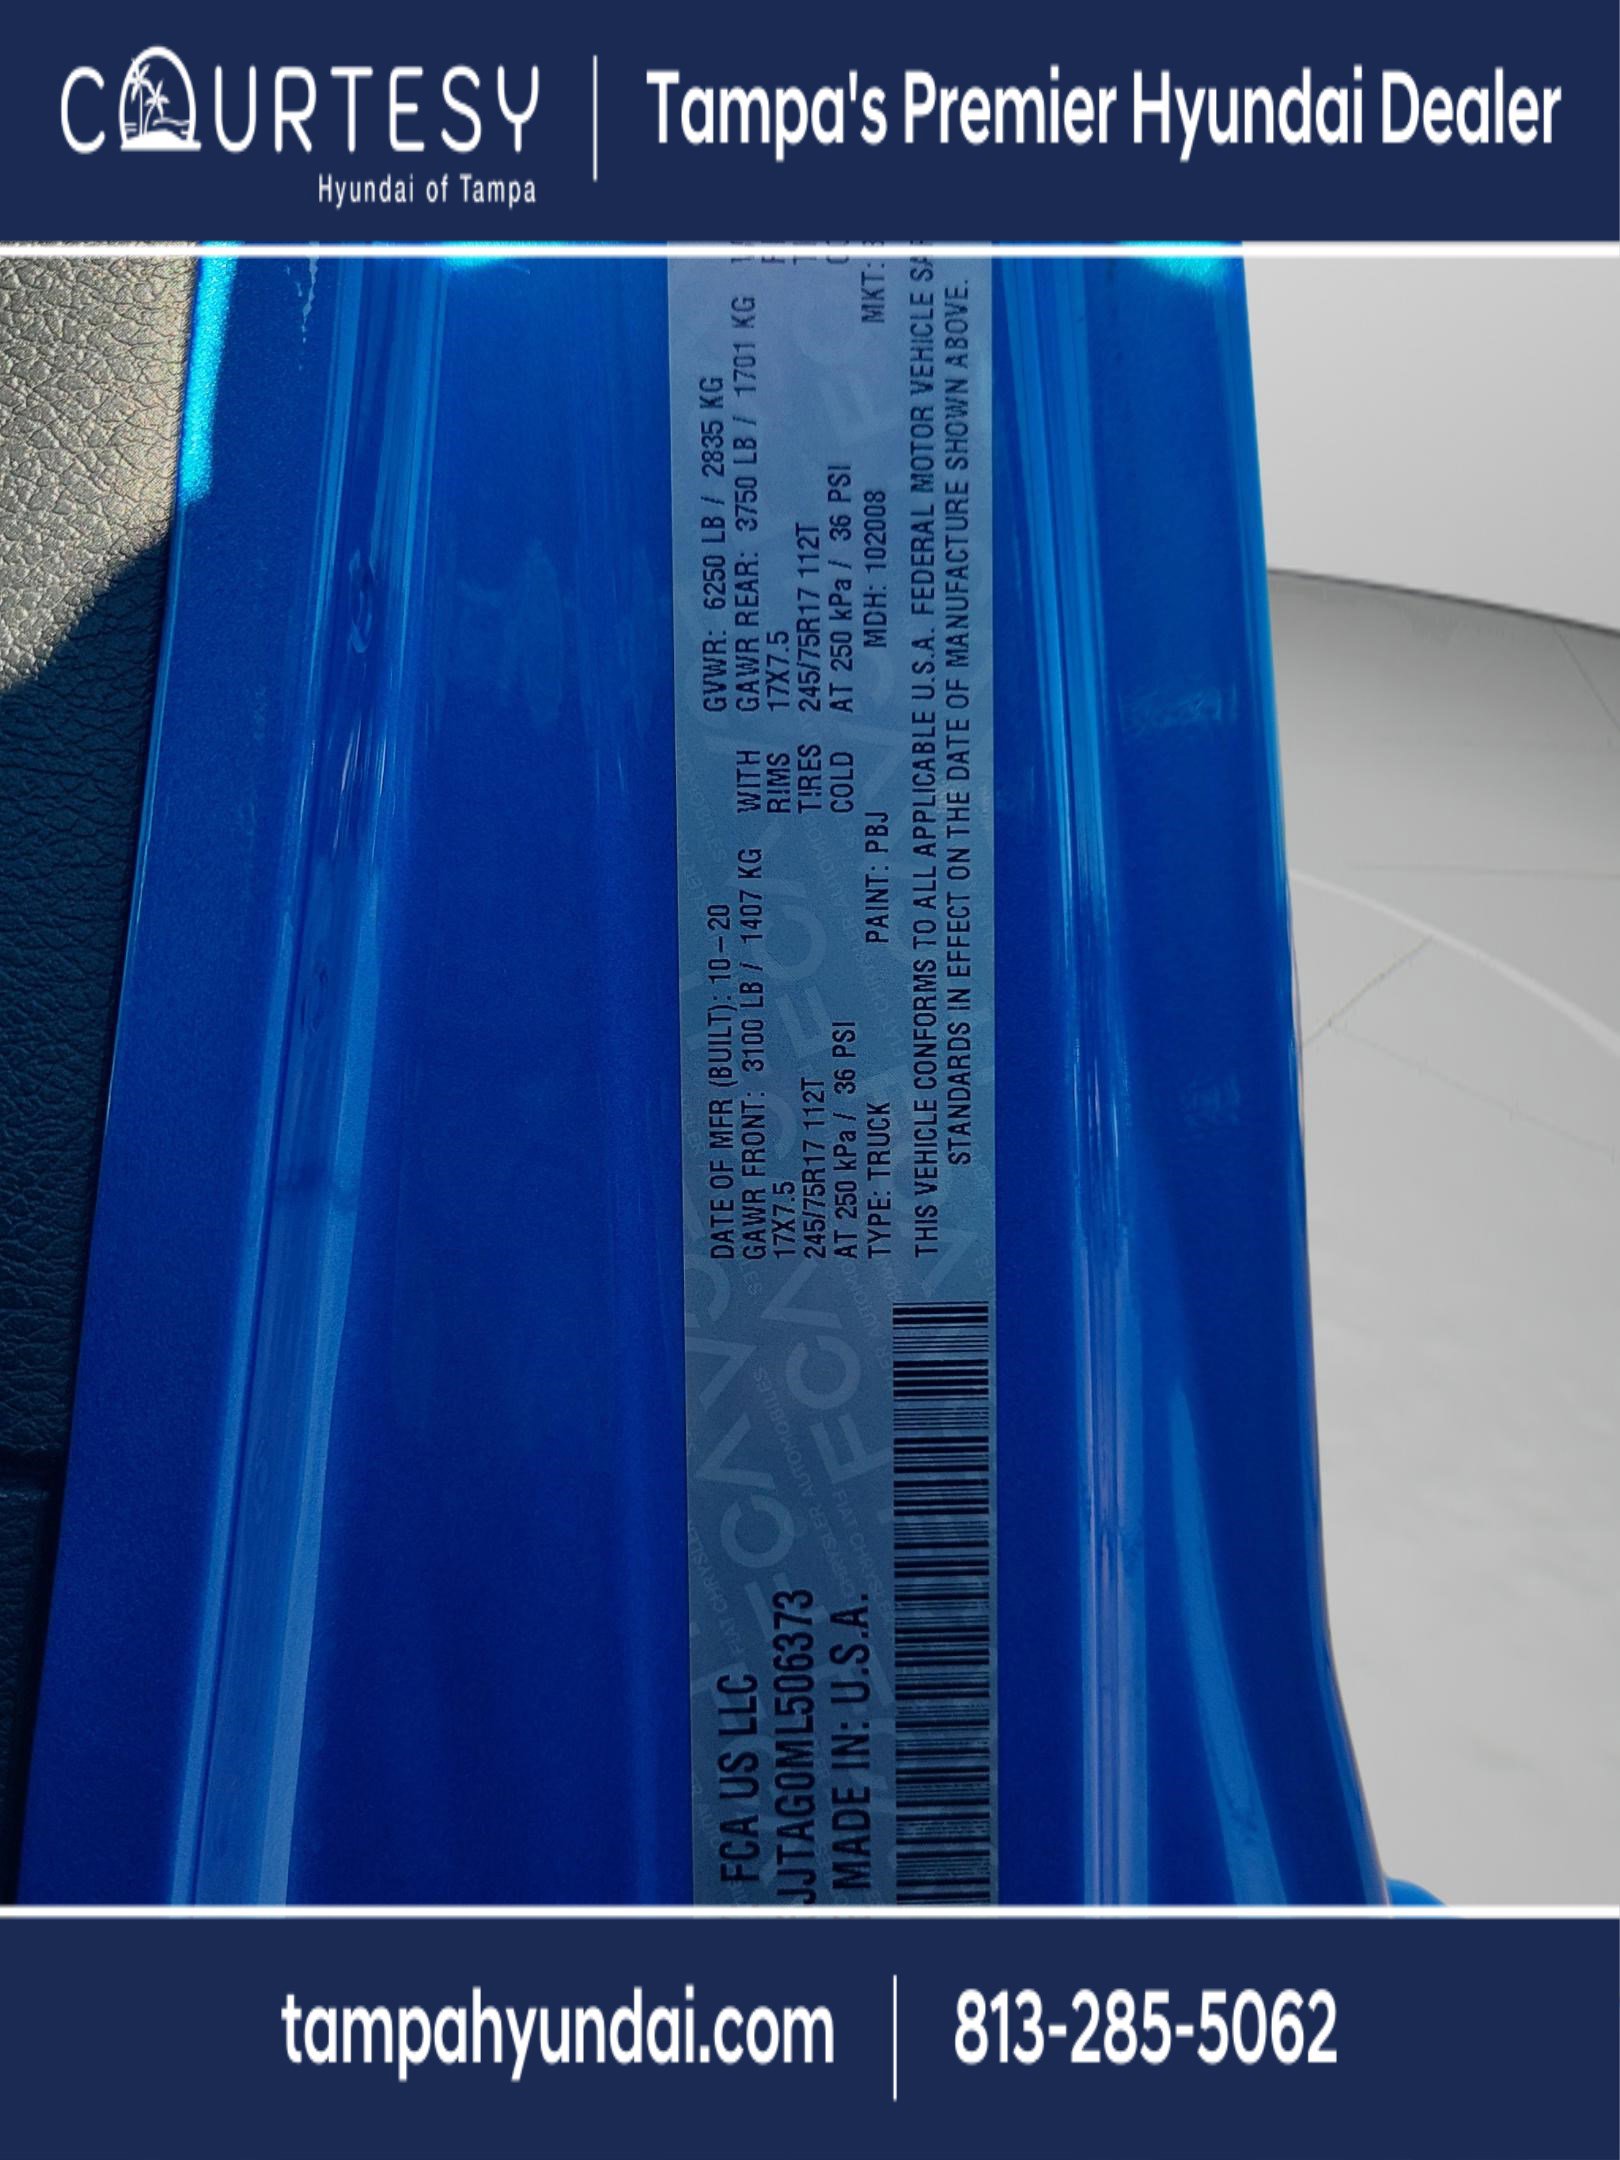 COURTESY
Hyundai of Tampa
Tampa's Premier Hyundai Dealer
FCA US LLC
JJTAG0ML506373
MADE IN: U.S.A.
DATE OF MFR (BUILT): 10-20 GVWR: 6250 LB / 2835 KG
GAWR FRONT: 3100 LB / 1407 KG WITH GAWR REAR: 3750 LB / 1701 KG
17X7.5 RIMS 17X7.5
245/75R17 112T TIRES 245/75R17 112T
AT 250 kPa / 36 PSI COLD AT 250 kPa / 36 PSI
TYPE: TRUCK PAINT: PBJ MDH: 102008 MKT:
THIS VEHICLE CONFORMS TO ALL APPLICABLE U.S.A. FEDERAL MOTOR VEHICLE
STANDARDS IN EFFECT ON THE DATE OF MANUFACTURE SHOWN ABOVE.
tampahyundai.com
813-285-5062